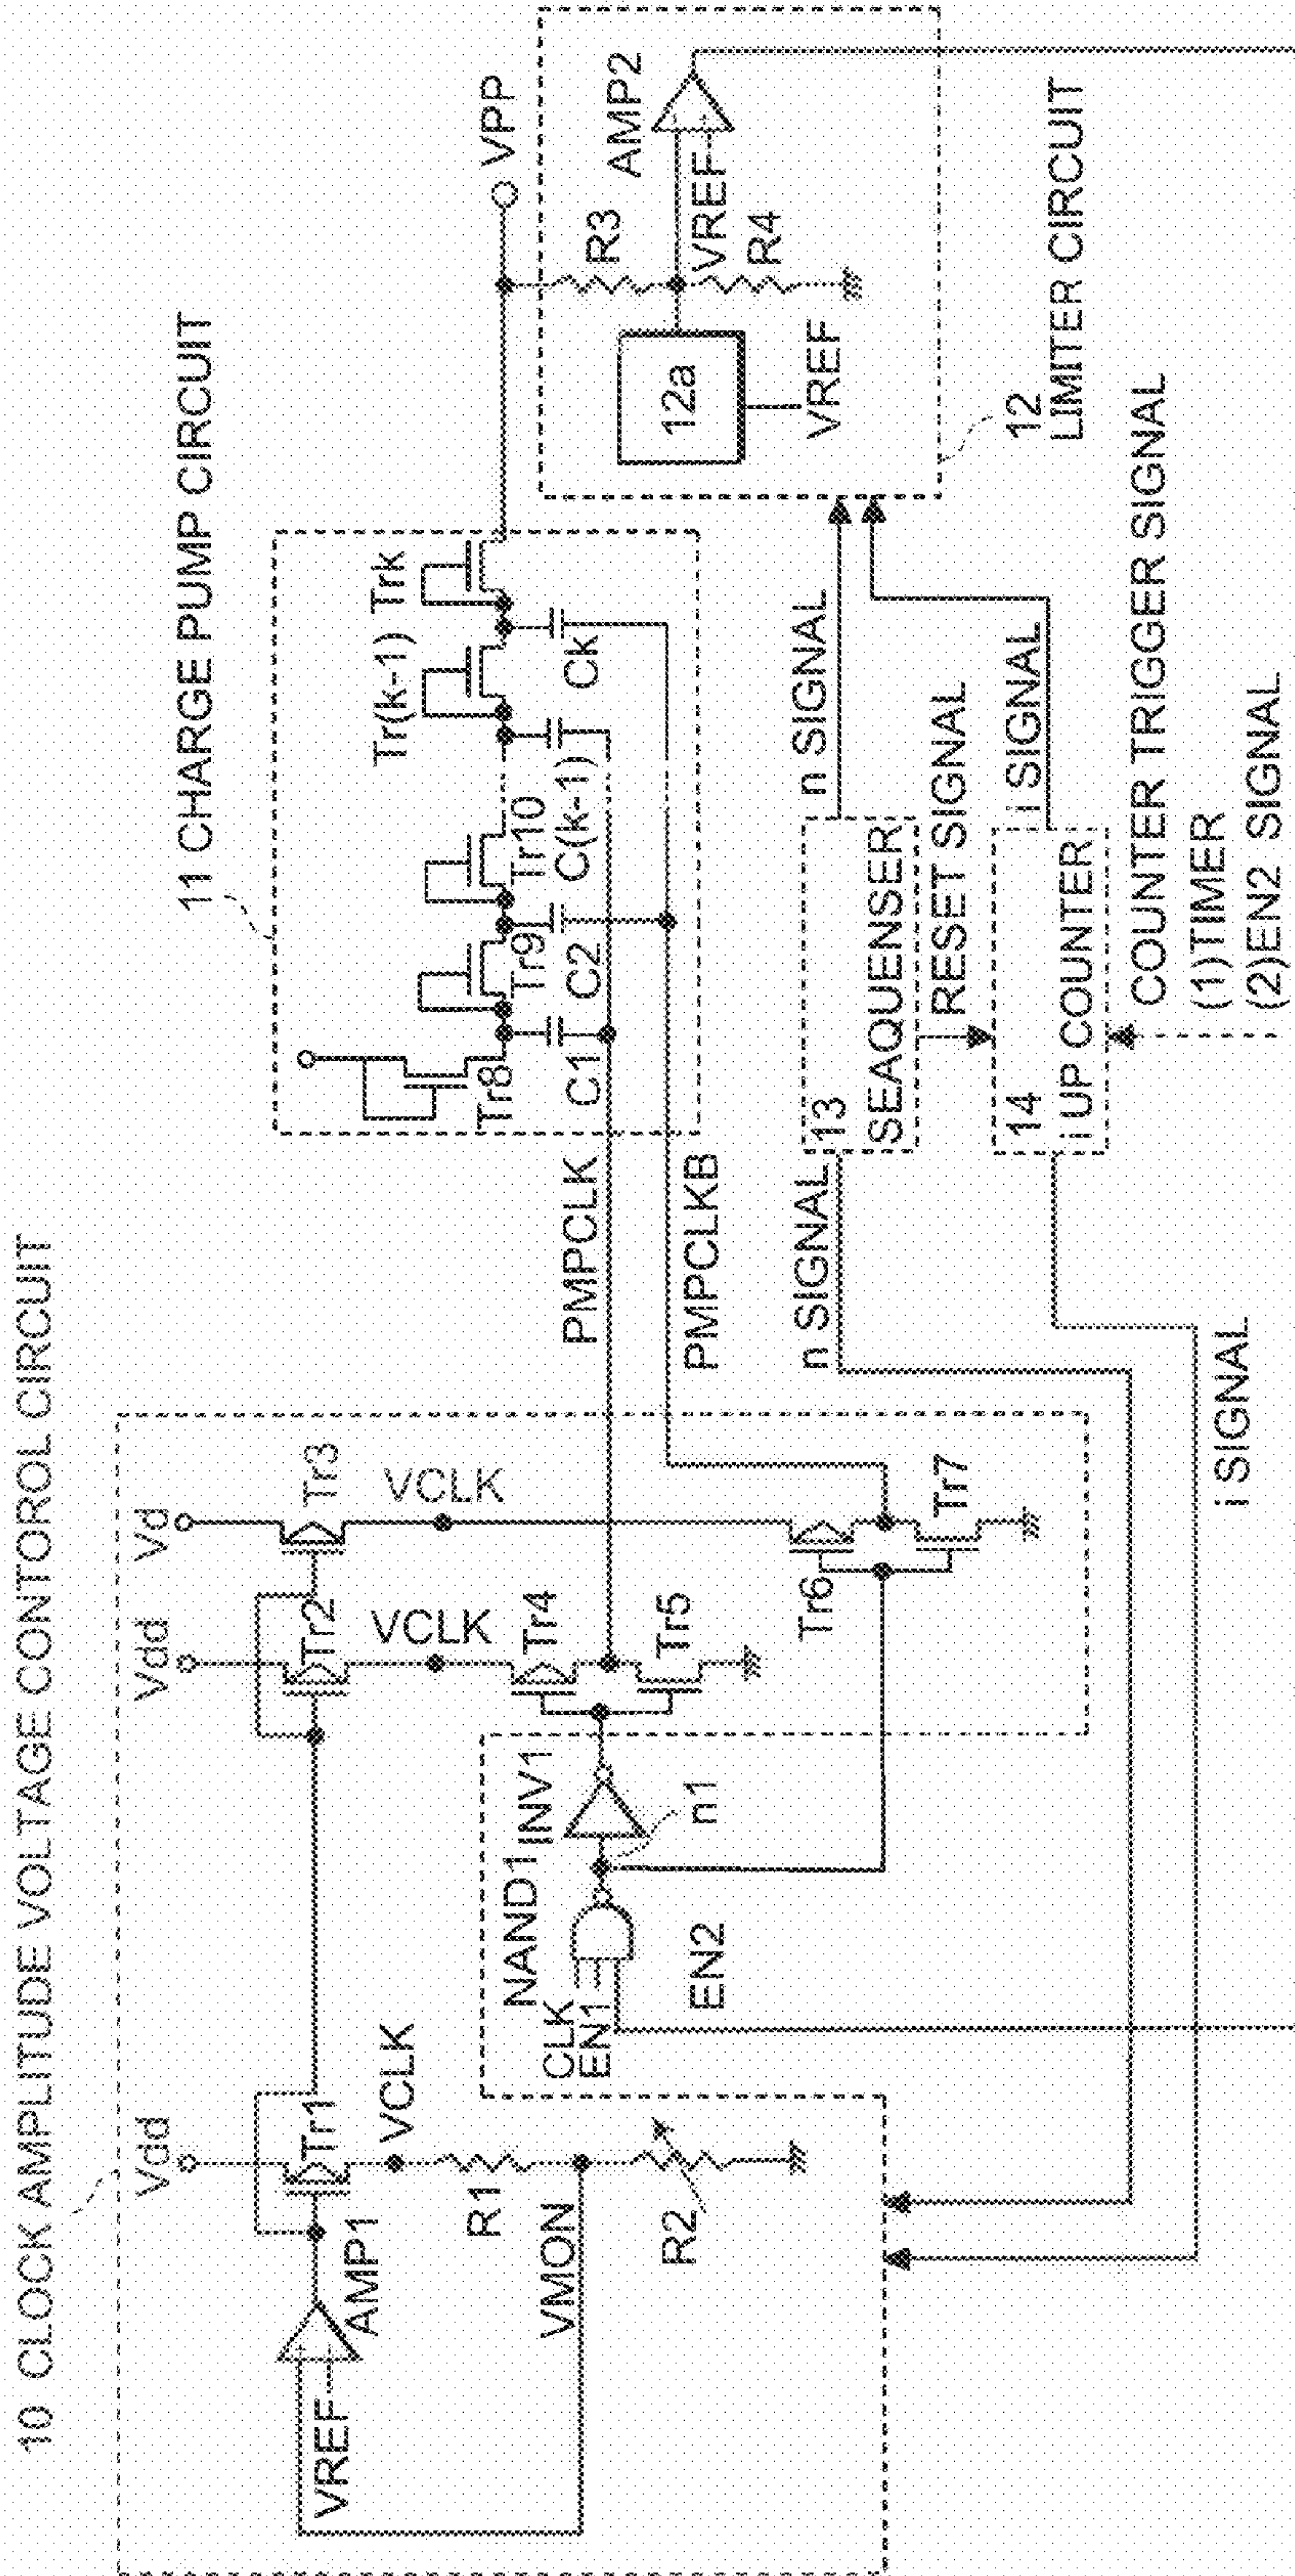 10 CLOCK AMPLITUDE VOLTAGE CONTOROL CIRCUIT
Vdd
Vdd
Vd
Tr1
Tr2
Tr3
AMP1
VREF
VCLK
VCLK
VCLK
R1
VMON
R2
NAND1
INV1
CLK
EN1
EN2
n1
Tr4
Tr5
Tr6
Tr7
PMPCLK
PMPCLKB
11 CHARGE PUMP CIRCUIT
Tr8
Tr9
Tr10
Tr(k-1)
Trk
C1
C2
C(k-1)
Ck
VPP
R3
AMP2
VREF
R4
12a
VREF
12
LIMITER CIRCUIT
n SIGNAL
n SIGNAL
13
SEAQUENSER
RESET SIGNAL
14
i UP COUNTER
i SIGNAL
i SIGNAL
COUNTER TRIGGER SIGNAL
(1)TIMER
(2)EN2 SIGNAL